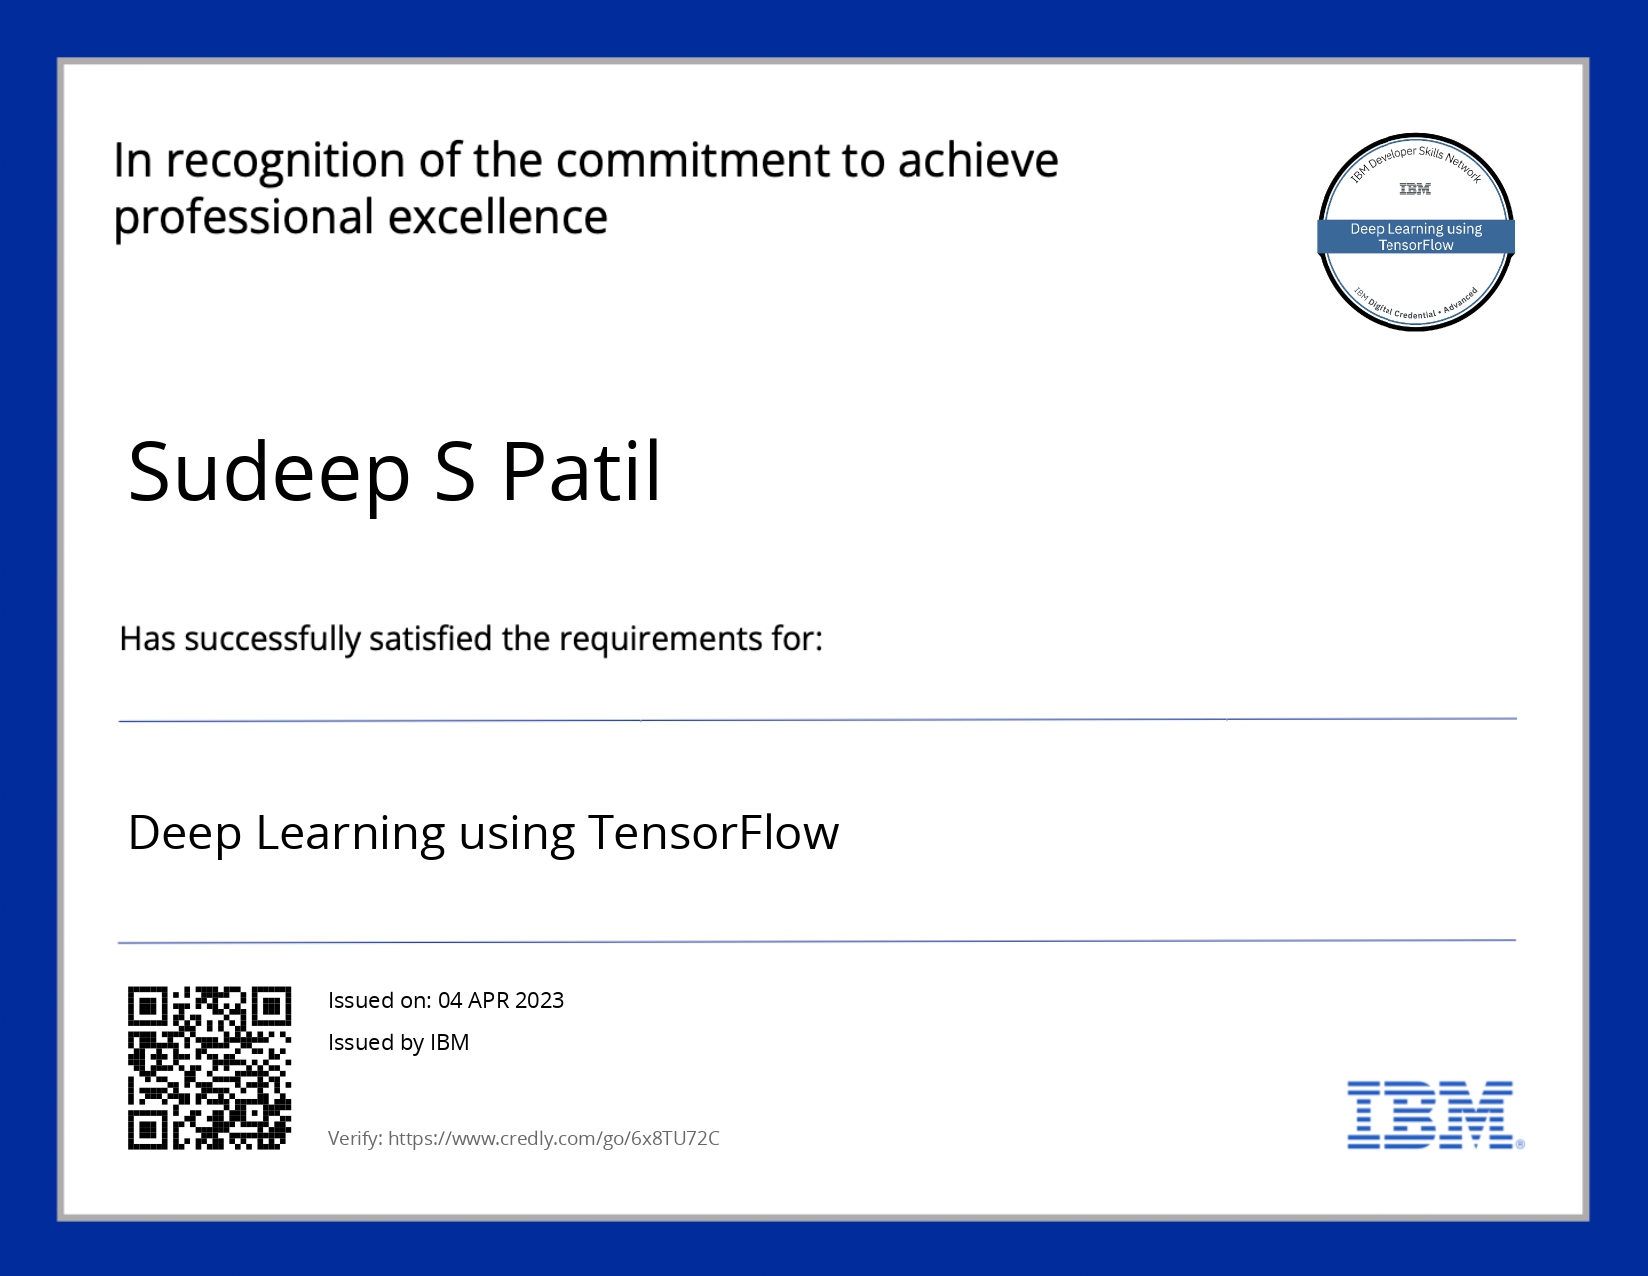 In recognition of the commitment to achieve
professional excellence
IBM Developer Skills Network
IBM
Deep Learning using
TensorFlow
IBM Digital Credential • Advanced
Sudeep S Patil
Has successfully satisfied the requirements for:
Deep Learning using TensorFlow
Issued on: 04 APR 2023
Issued by IBM
Verify: https://www.credly.com/go/6x8TU72C
IBM®